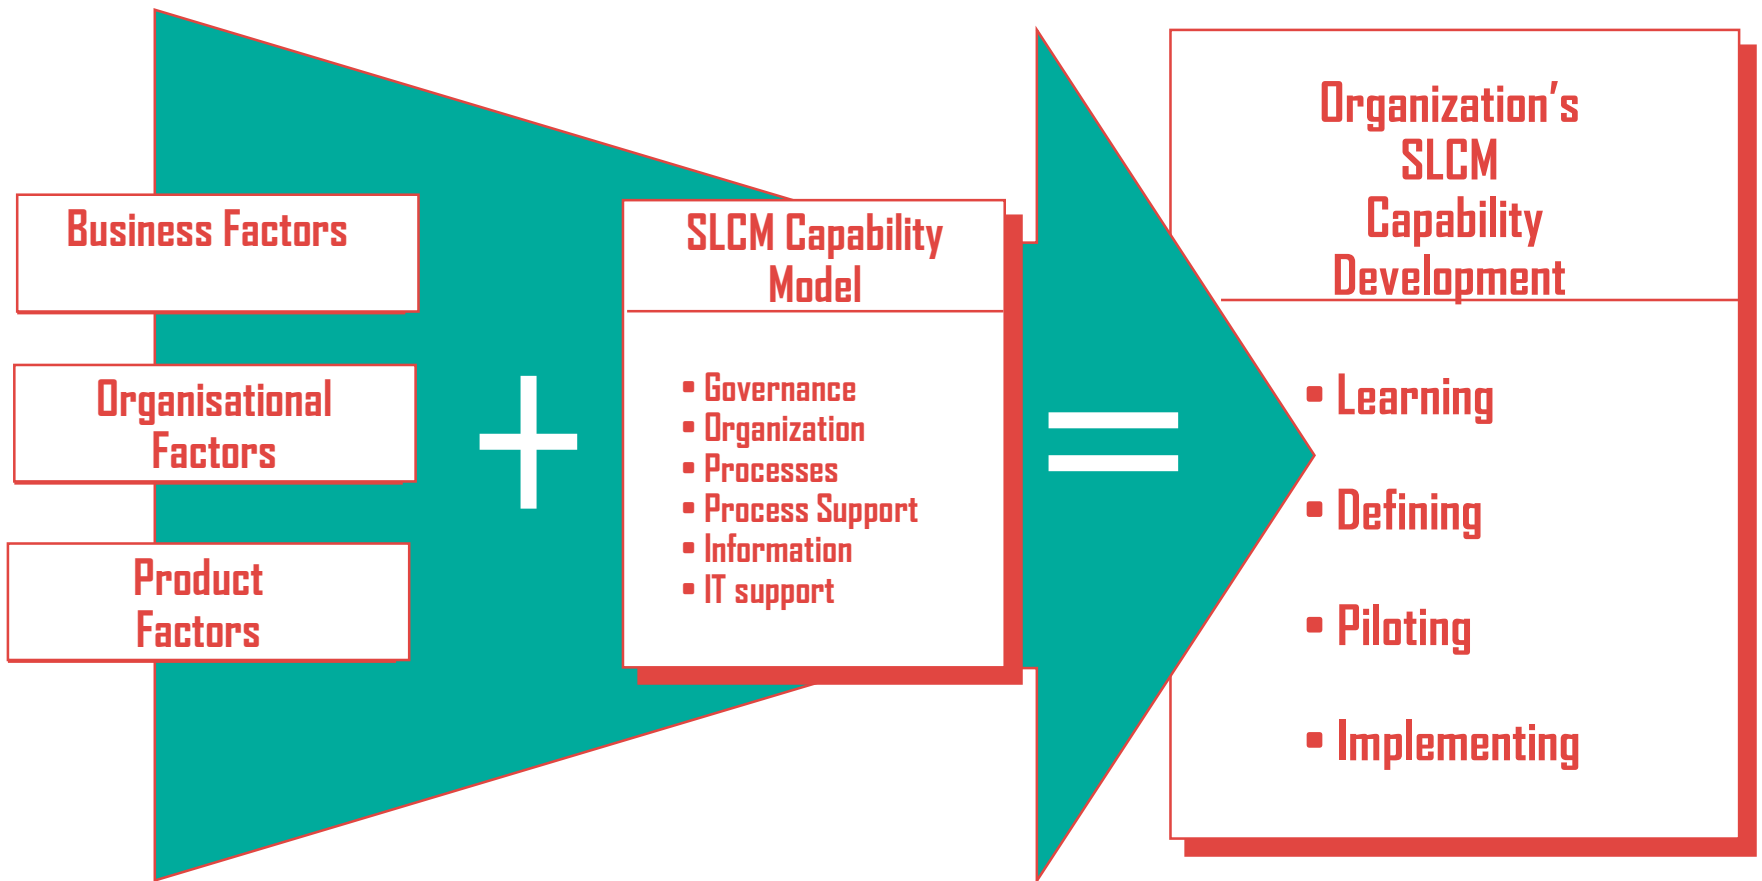 Business Factors
Organisational
Factors
Product
Factors
+
SLCM Capability
Model
▪ Governance
▪ Organization
▪ Processes
▪ Process Support
▪ Information
▪ IT support
=
Organization’s
SLCM
Capability
Development
▪ Learning
▪ Defining
▪ Piloting
▪ Implementing